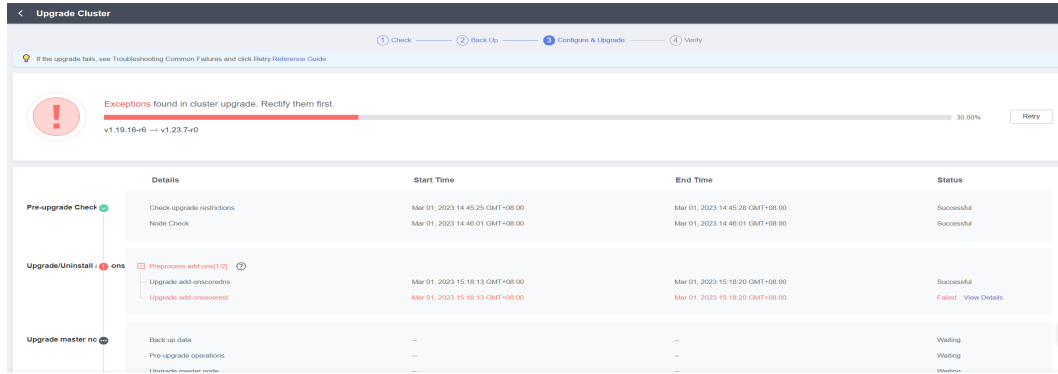 Upgrade Cluster
1 Check 2 Back Up 3 Configure & Upgrade 4 Verify
If the upgrade fails, see Troubleshooting Common Failures and click Retry.Reference Guide
Exceptions found in cluster upgrade. Rectify them first.
30.00% Retry
v1.19.16-r6 → v1.23.7-r0
Details Start Time End Time Status
Pre-upgrade Check Check upgrade restrictions Mar 01, 2023 14:45:25 GMT+08:00 Mar 01, 2023 14:45:28 GMT+08:00 Successful
Node Check Mar 01, 2023 14:46:01 GMT+08:00 Mar 01, 2023 14:46:01 GMT+08:00 Successful
Upgrade/Uninstall ons Preprocess add-ons[1/2]
Upgrade add-onscoredns Mar 01, 2023 15:18:13 GMT+08:00 Mar 01, 2023 15:18:20 GMT+08:00 Successful
Upgrade add-onseverest Mar 01, 2023 15:18:13 GMT+08:00 Mar 01, 2023 15:18:20 GMT+08:00 Failed View Details
Upgrade master no Back up data -- -- Waiting
Pre-upgrade operations -- -- Waiting
Upgrade master node -- -- Waiting